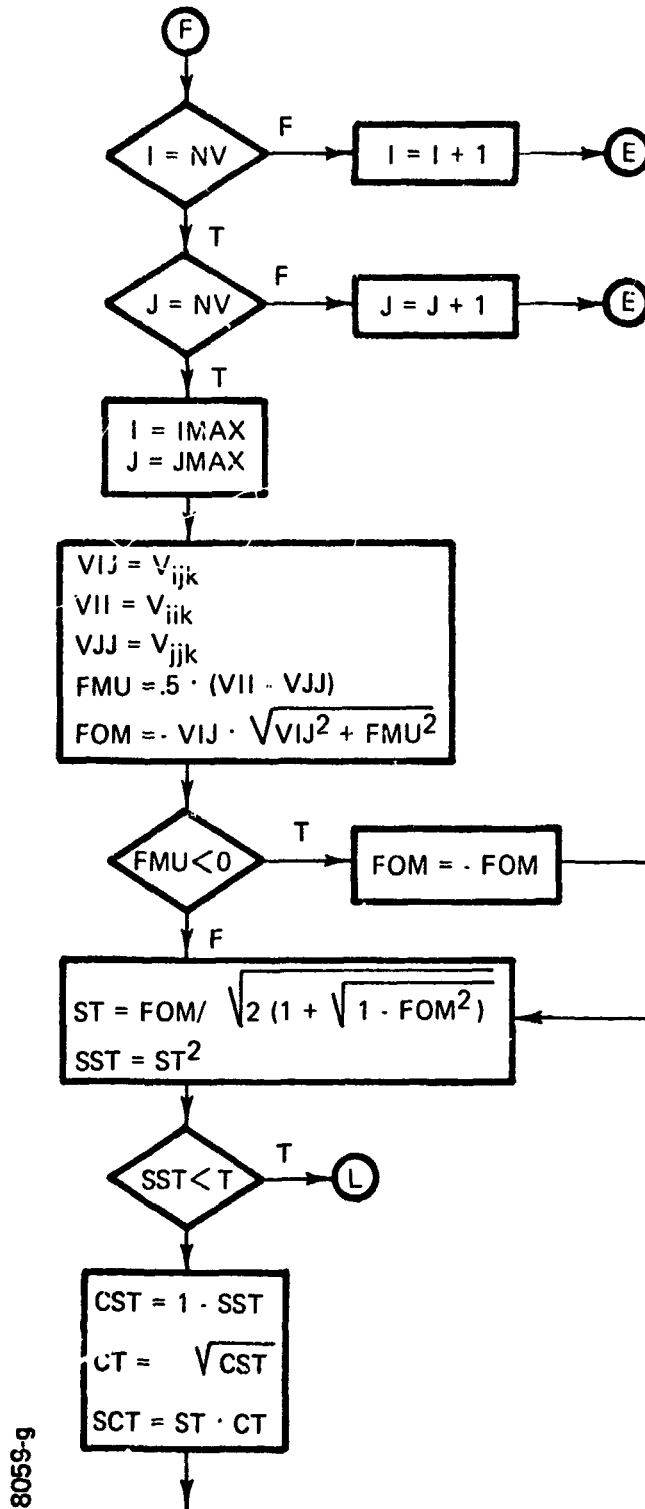 F
I = NV
F
I = I + 1
E
T
J = NV
F
J = J + 1
E
T
I = IMAX
J = JMAX
VIJ = Vijk
VII = Viik
VJJ = Vjjk
FMU = .5 · (VII - VJJ)
FOM = - VIJ · √VIJ² + FMU²
FMU < 0
T
FOM = - FOM
F
ST = FOM/ √2 (1 + √1 - FOM²)
SST = ST²
SST < T
T
L
CST = 1 - SST
CT = √CST
SCT = ST · CT
8059-g